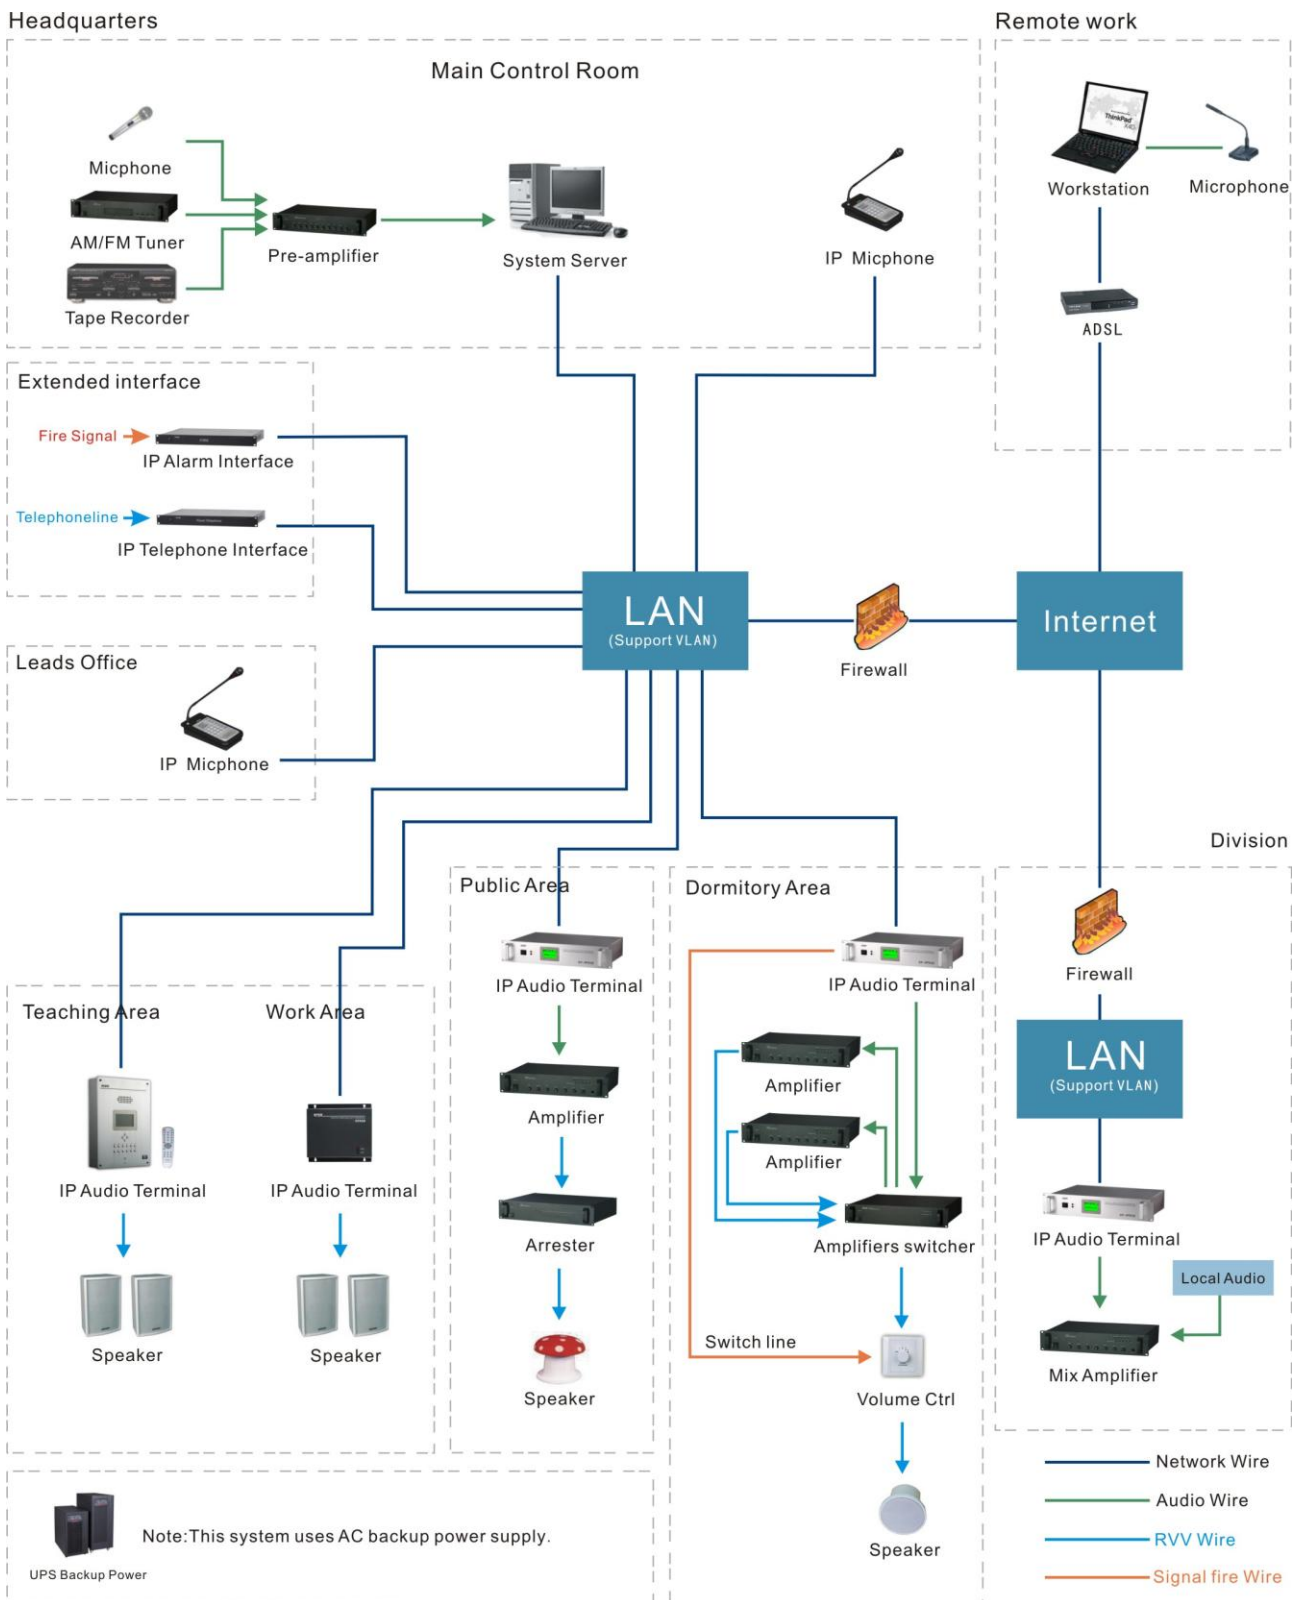 Headquarters
Remote work
Main Control Room
Micphone
AM/FM Tuner
Tape Recorder
Pre-amplifier
System Server
IP Micphone
ThinkPad
Workstation
Microphone
ADSL
Extended interface
Fire Signal
IP Alarm Interface
Telephoneline
IP Telephone Interface
LAN
(Support VLAN)
Firewall
Internet
Leads Office
IP Micphone
Division
Public Area
Dormitory Area
Firewall
IP Audio Terminal
IP Audio Terminal
Teaching Area
Work Area
LAN
(Support VLAN)
Amplifier
Amplifier
Amplifier
IP Audio Terminal
IP Audio Terminal
Arrester
Amplifiers switcher
IP Audio Terminal
Local Audio
Speaker
Speaker
Switch line
Speaker
Volume Ctrl
Mix Amplifier
Network Wire
Audio Wire
RVV Wire
Signal fire Wire
Note:This system uses AC backup power supply.
UPS Backup Power
Speaker